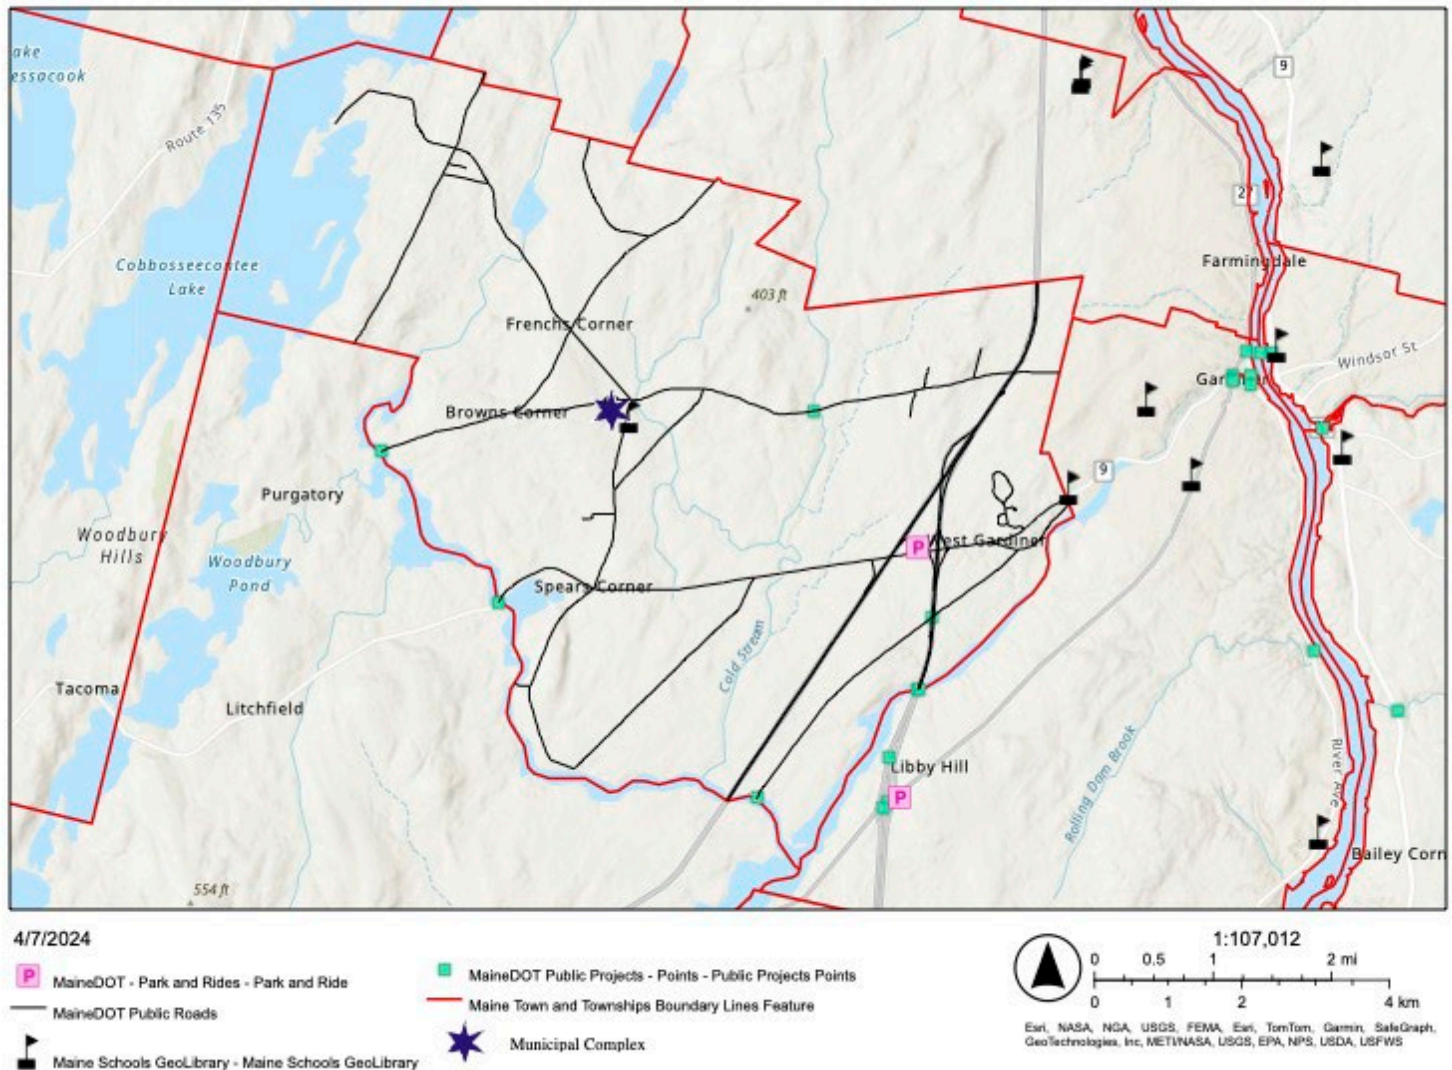 ake
essacook
Route 135
9
27
Cobbosseecontee
Lake
Farmingdale
403 ft
Frenchs Corner
Windsor St
Gardiner
Browns Corner
9
Purgatory
Woodbury
Hills
Woodbury
Pond
P
West Gardiner
Spears Corner
Cold Stream
Tacoma
Litchfield
Rolling Dam Brook
River Ave
Libby Hill
P
Bailey Corn
554 ft
4/7/2024
P MaineDOT - Park and Rides - Park and Ride
MaineDOT Public Roads
Maine Schools GeoLibrary - Maine Schools GeoLibrary
MaineDOT Public Projects - Points - Public Projects Points
Maine Town and Townships Boundary Lines Feature
Municipal Complex
1:107,012
0 0.5 1 2 mi
0 1 2 4 km
Esri, NASA, NGA, USGS, FEMA, Esri, TomTom, Garmin, SafeGraph,
GeoTechnologies, Inc, METI/NASA, USGS, EPA, NPS, USDA, USFWS